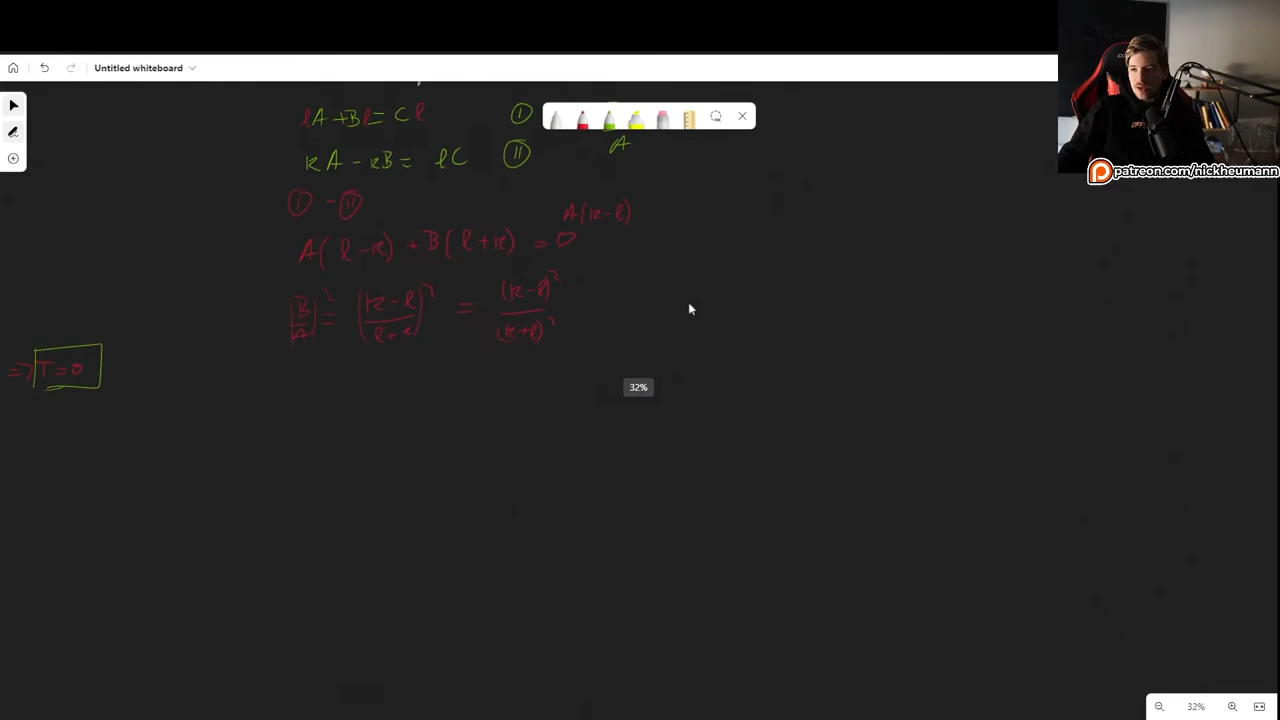 Untitled whiteboard
patreon.com/nickheumann
lA + Bl = Cl (I)
A
kA - kB = lC (II)
(I) - (II)
A(k-l)
A(l-k) + B(l+k) = 0
|B/A|² = (k-l/l+k)² = (k-l)²/(k+l)²
=> T = 0
32%
32%